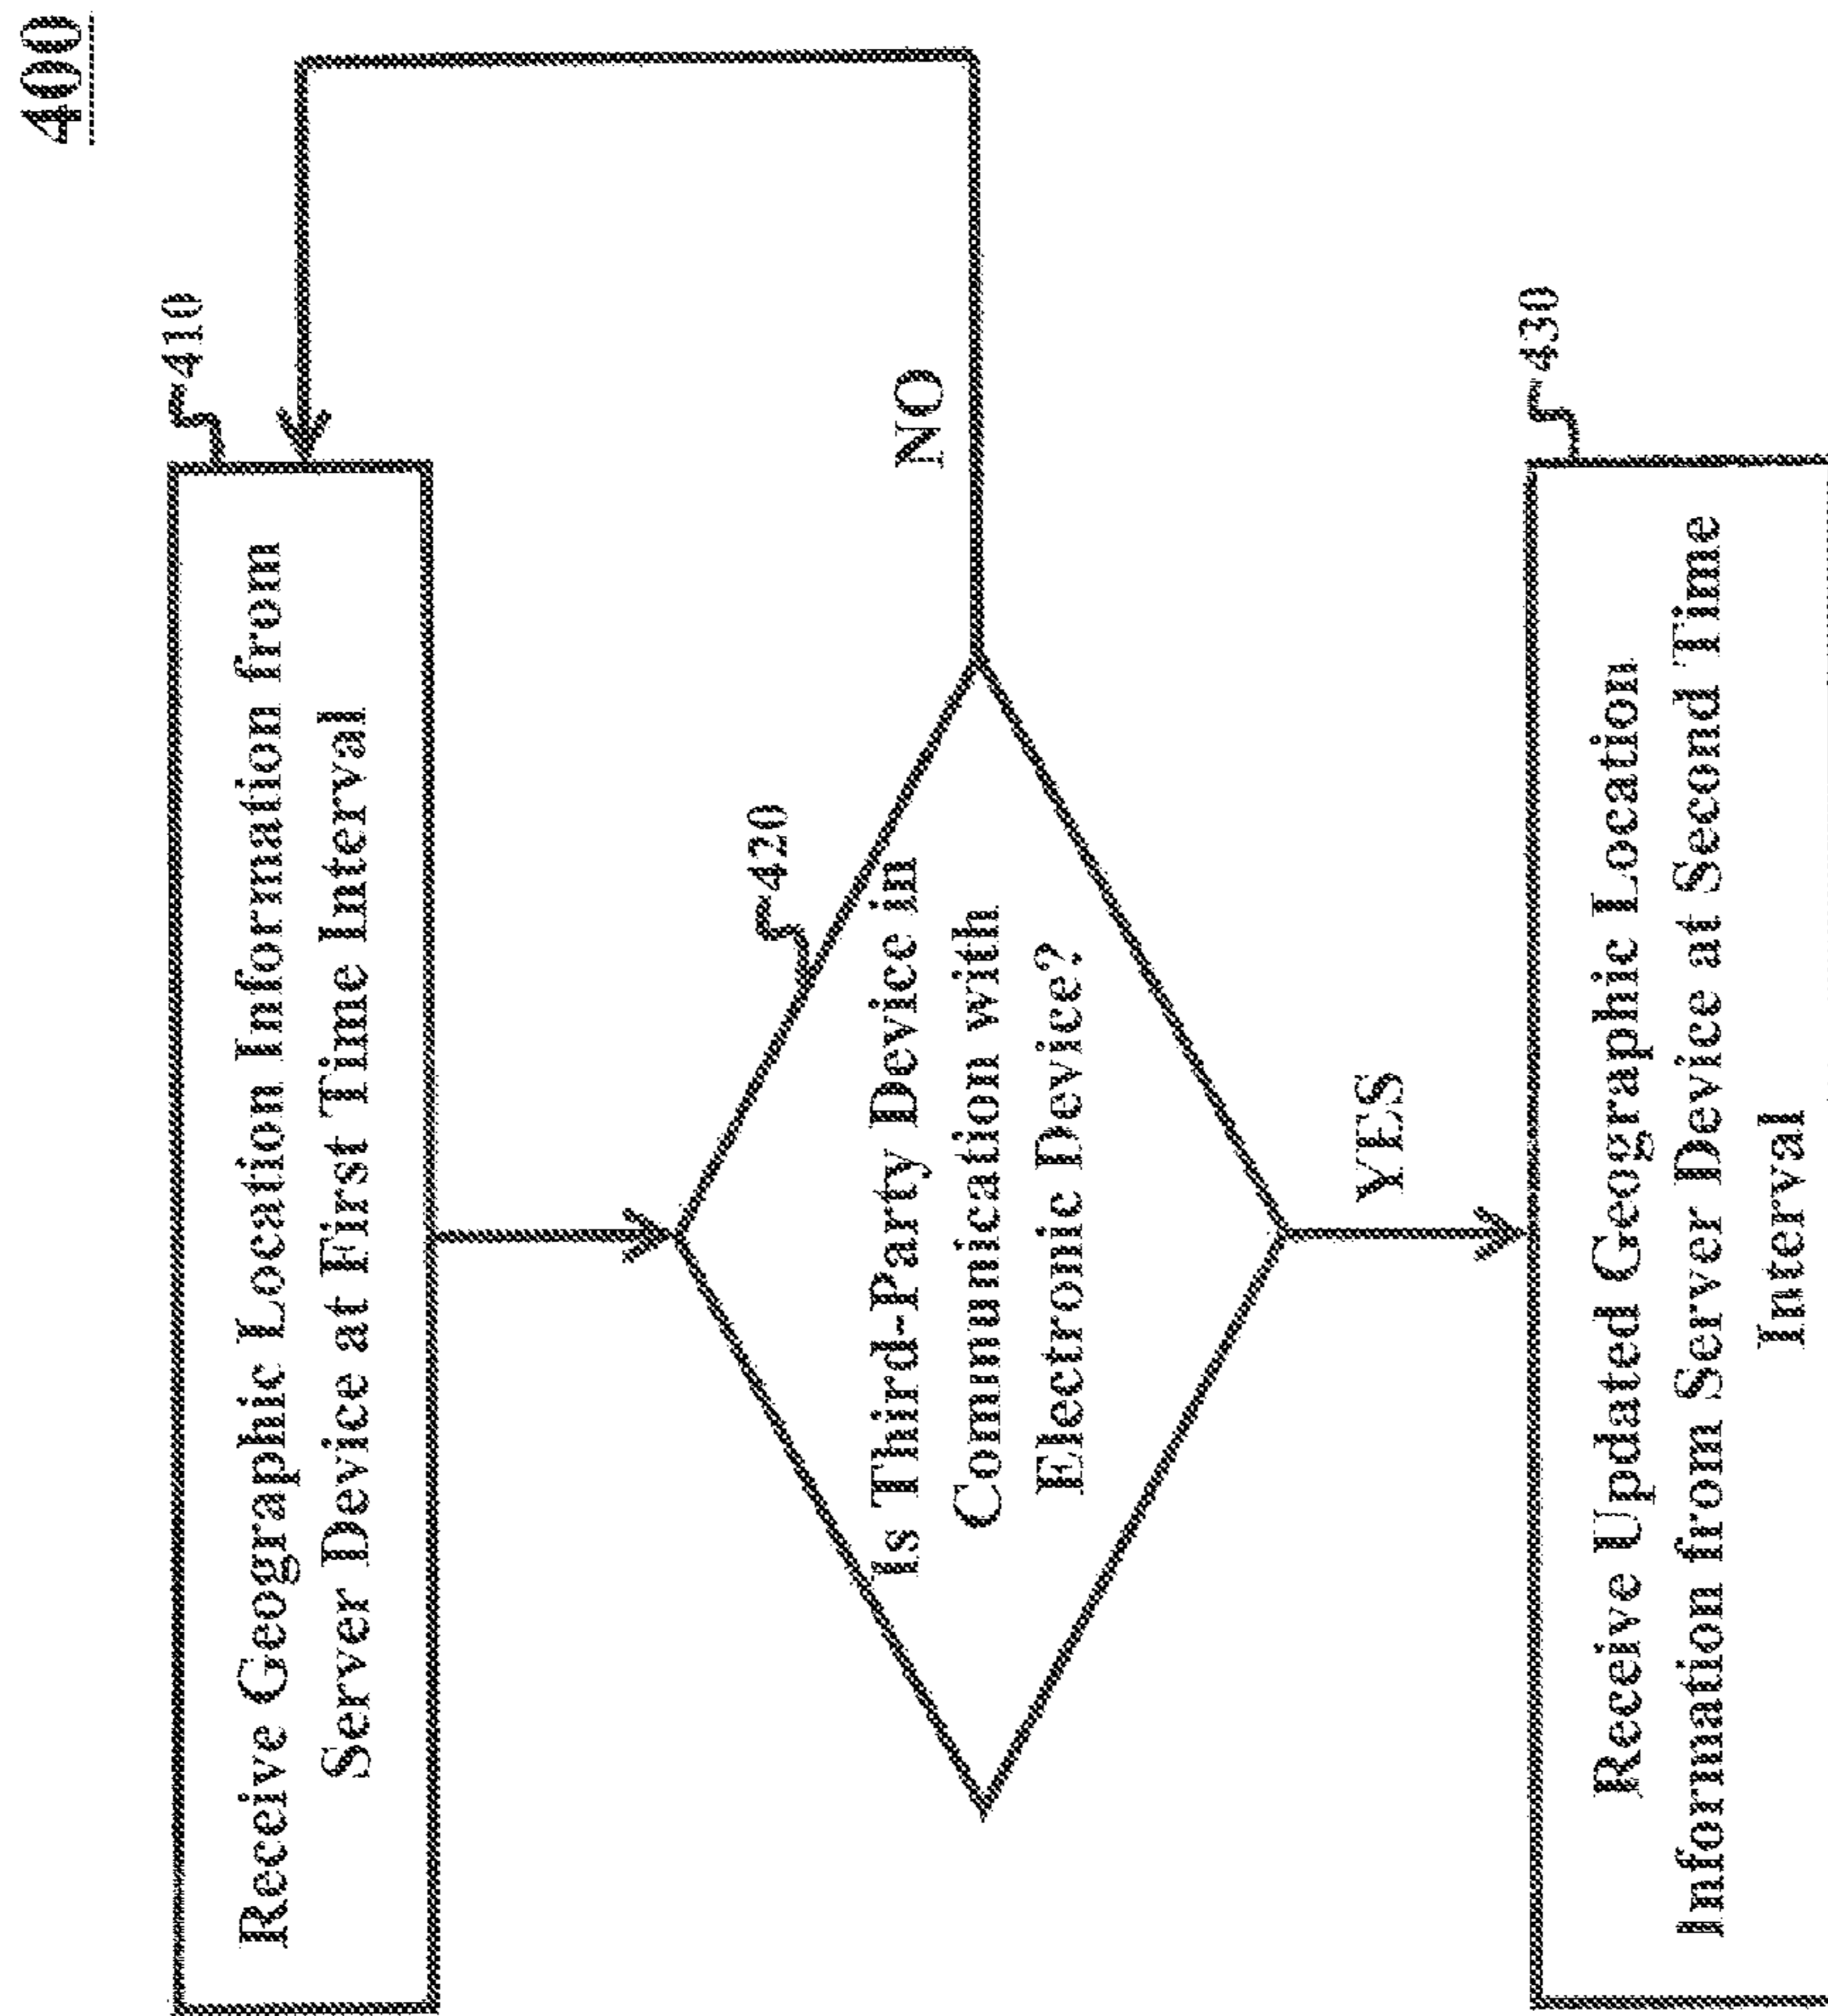 400
410
Receive Geographic Location Information from
Server Device at First Time Interval
420
Is Third-Party Device in
Communication with
Electronic Device?
NO
YES
430
Receive Updated Geographic Location
Information from Server Device at Second Time
Interval